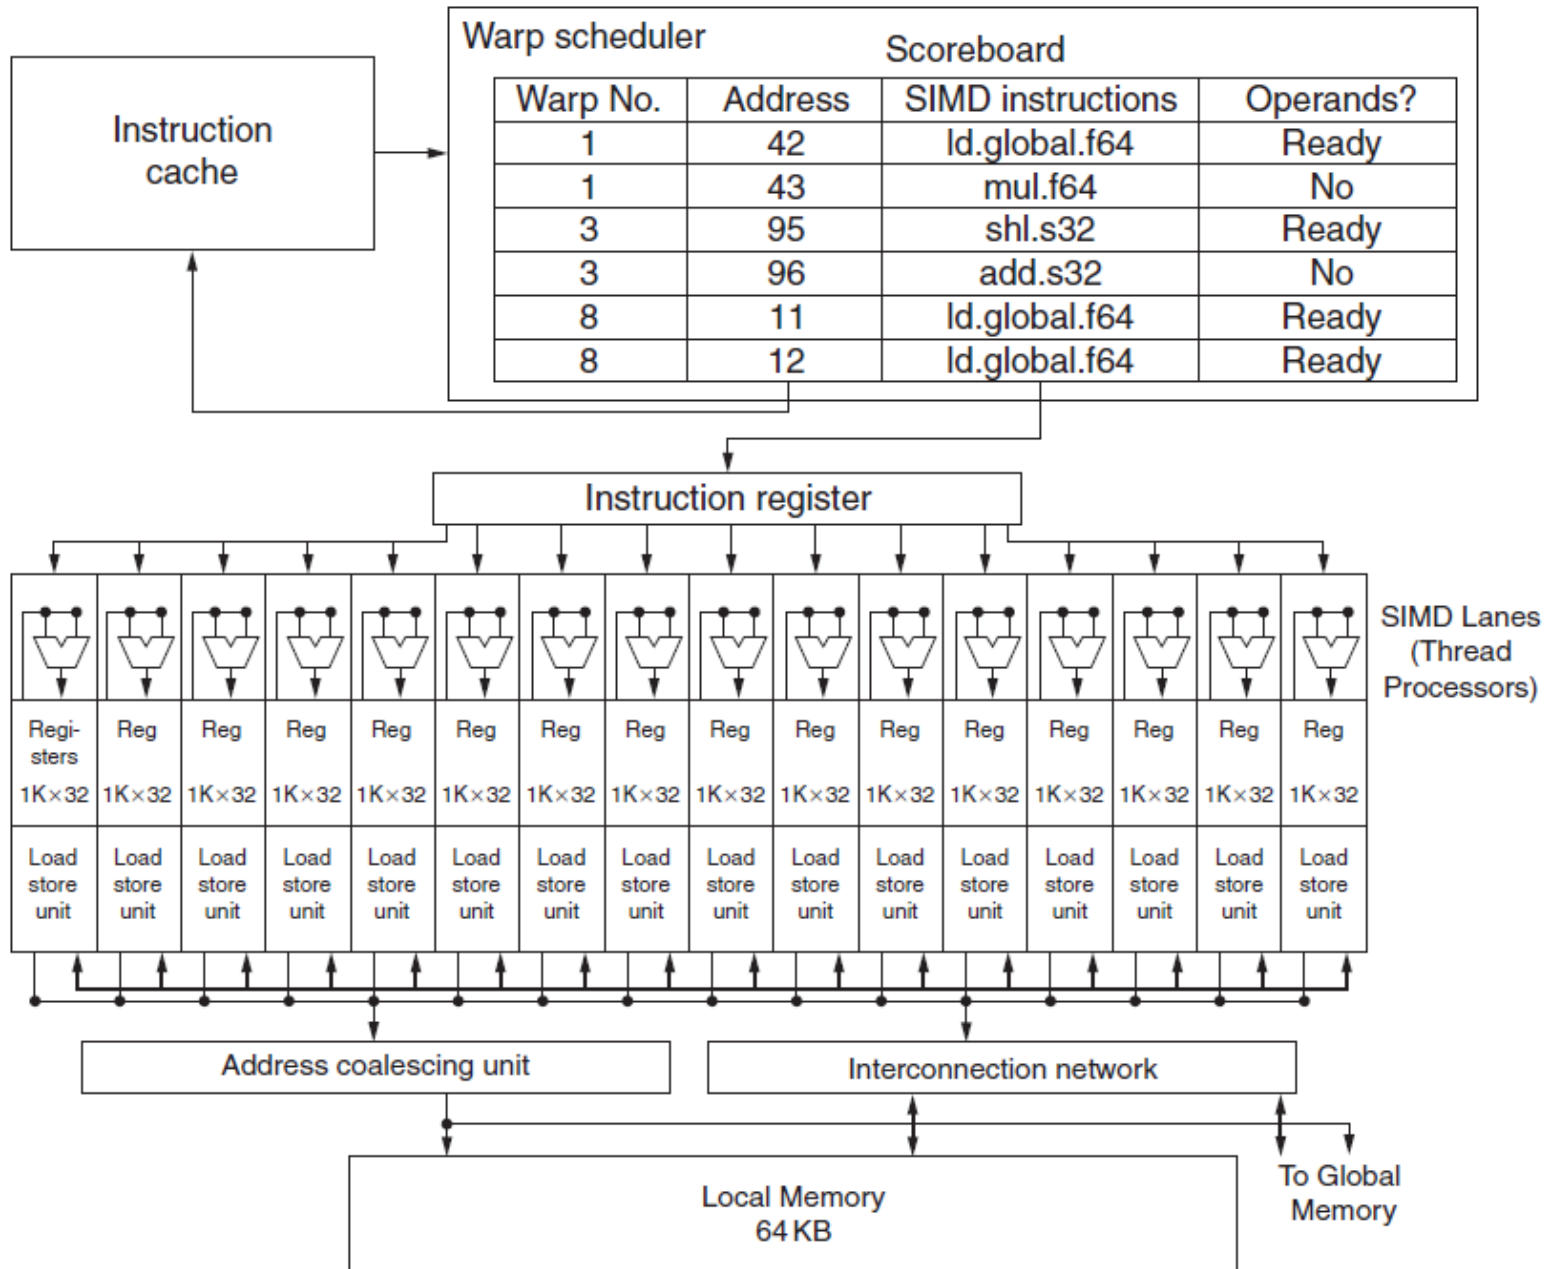 Warp scheduler
Scoreboard
Instruction
cache
Warp No. Address SIMD instructions Operands?
1 42 ld.global.f64 Ready
1 43 mul.f64 No
3 95 shl.s32 Ready
3 96 add.s32 No
8 11 ld.global.f64 Ready
8 12 ld.global.f64 Ready
Instruction register
SIMD Lanes
(Thread
Processors)
Regi- Reg Reg Reg Reg Reg Reg Reg Reg Reg Reg Reg Reg Reg Reg Reg
sters
1K×32 1K×32 1K×32 1K×32 1K×32 1K×32 1K×32 1K×32 1K×32 1K×32 1K×32 1K×32 1K×32 1K×32 1K×32 1K×32
Load Load Load Load Load Load Load Load Load Load Load Load Load Load Load Load
store store store store store store store store store store store store store store store store
unit unit unit unit unit unit unit unit unit unit unit unit unit unit unit unit
Address coalescing unit
Interconnection network
Local Memory
64 KB
To Global
Memory